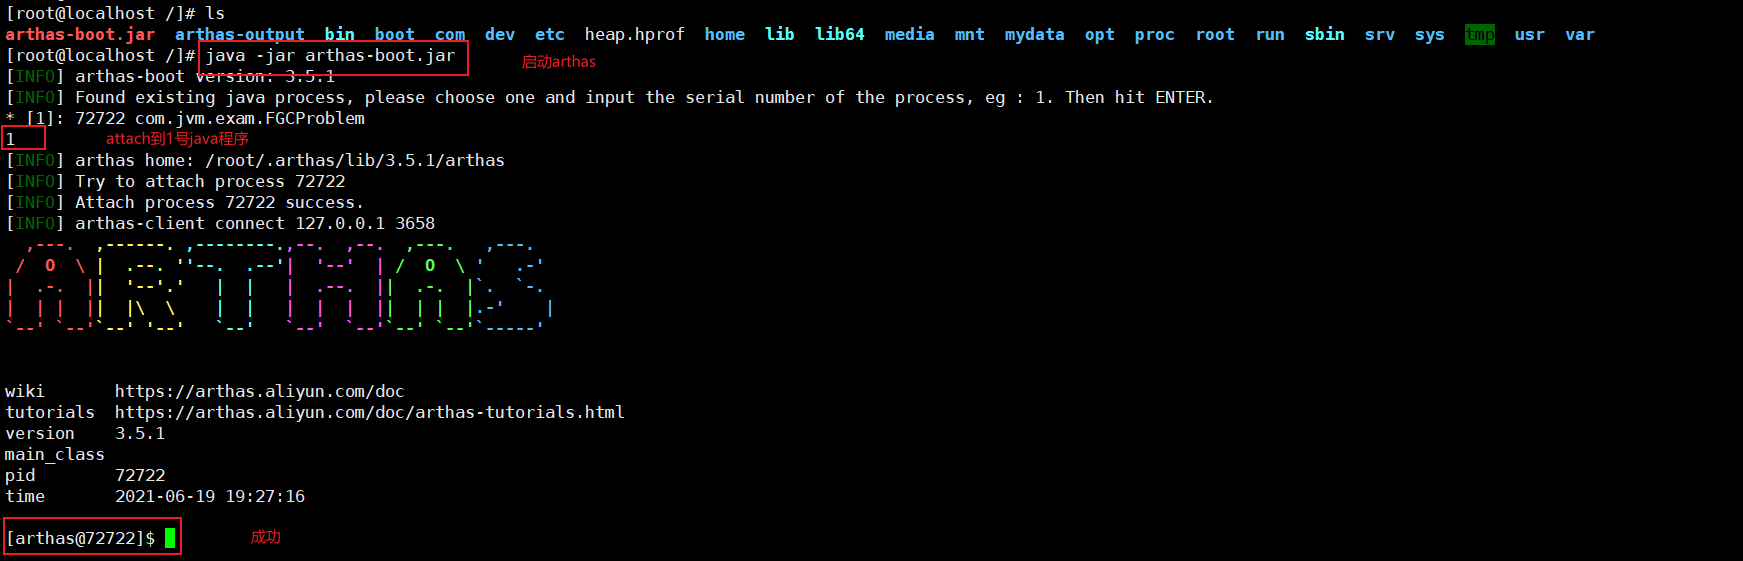 [root@localhost /]# ls
arthas-boot.jar  arthas-output  bin  boot  com  dev  etc  heap.hprof  home  lib  lib64  media  mnt  mydata  opt  proc  root  run  sbin  srv  sys  tmp  usr  var
[root@localhost /]# java -jar arthas-boot.jar 启动arthas
[INFO] arthas-boot version: 3.5.1
[INFO] Found existing java process, please choose one and input the serial number of the process, eg : 1. Then hit ENTER.
* [1]: 72722 com.jvm.exam.FGCProblem
1 attach到1号java程序
[INFO] arthas home: /root/.arthas/lib/3.5.1/arthas
[INFO] Try to attach process 72722
[INFO] Attach process 72722 success.
[INFO] arthas-client connect 127.0.0.1 3658
ARTHAS
wiki       https://arthas.aliyun.com/doc
tutorials  https://arthas.aliyun.com/doc/arthas-tutorials.html
version    3.5.1
main_class
pid        72722
time       2021-06-19 19:27:16
[arthas@72722]$ 成功